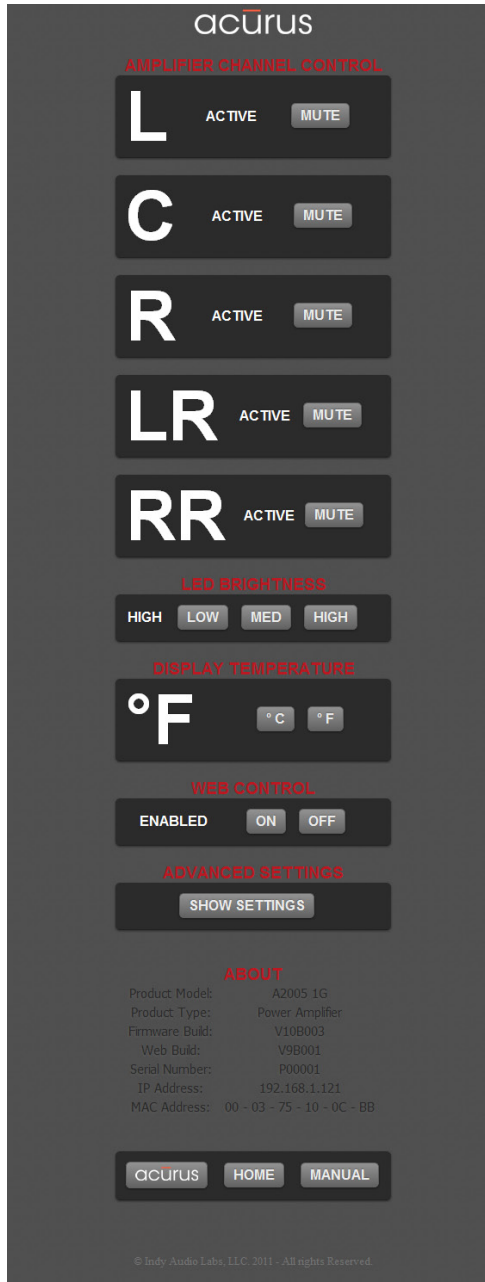 acurus
AMPLIFIER CHANNEL CONTROL
L ACTIVE MUTE
C ACTIVE MUTE
R ACTIVE MUTE
LR ACTIVE MUTE
RR ACTIVE MUTE
LED BRIGHTNESS
HIGH LOW MED HIGH
DISPLAY TEMPERATURE
°F ° C ° F
WEB CONTROL
ENABLED ON OFF
ADVANCED SETTINGS
SHOW SETTINGS
ABOUT
Product Model: A2005 1G
Product Type: Power Amplifier
Firmware Build: V10B003
Web Build: V9B001
Serial Number: P00001
IP Address: 192.168.1.121
MAC Address: 00 - 03 - 75 - 10 - 0C - BB
acurus HOME MANUAL
© Indy Audio Labs, LLC. 2011 - All rights Reserved.